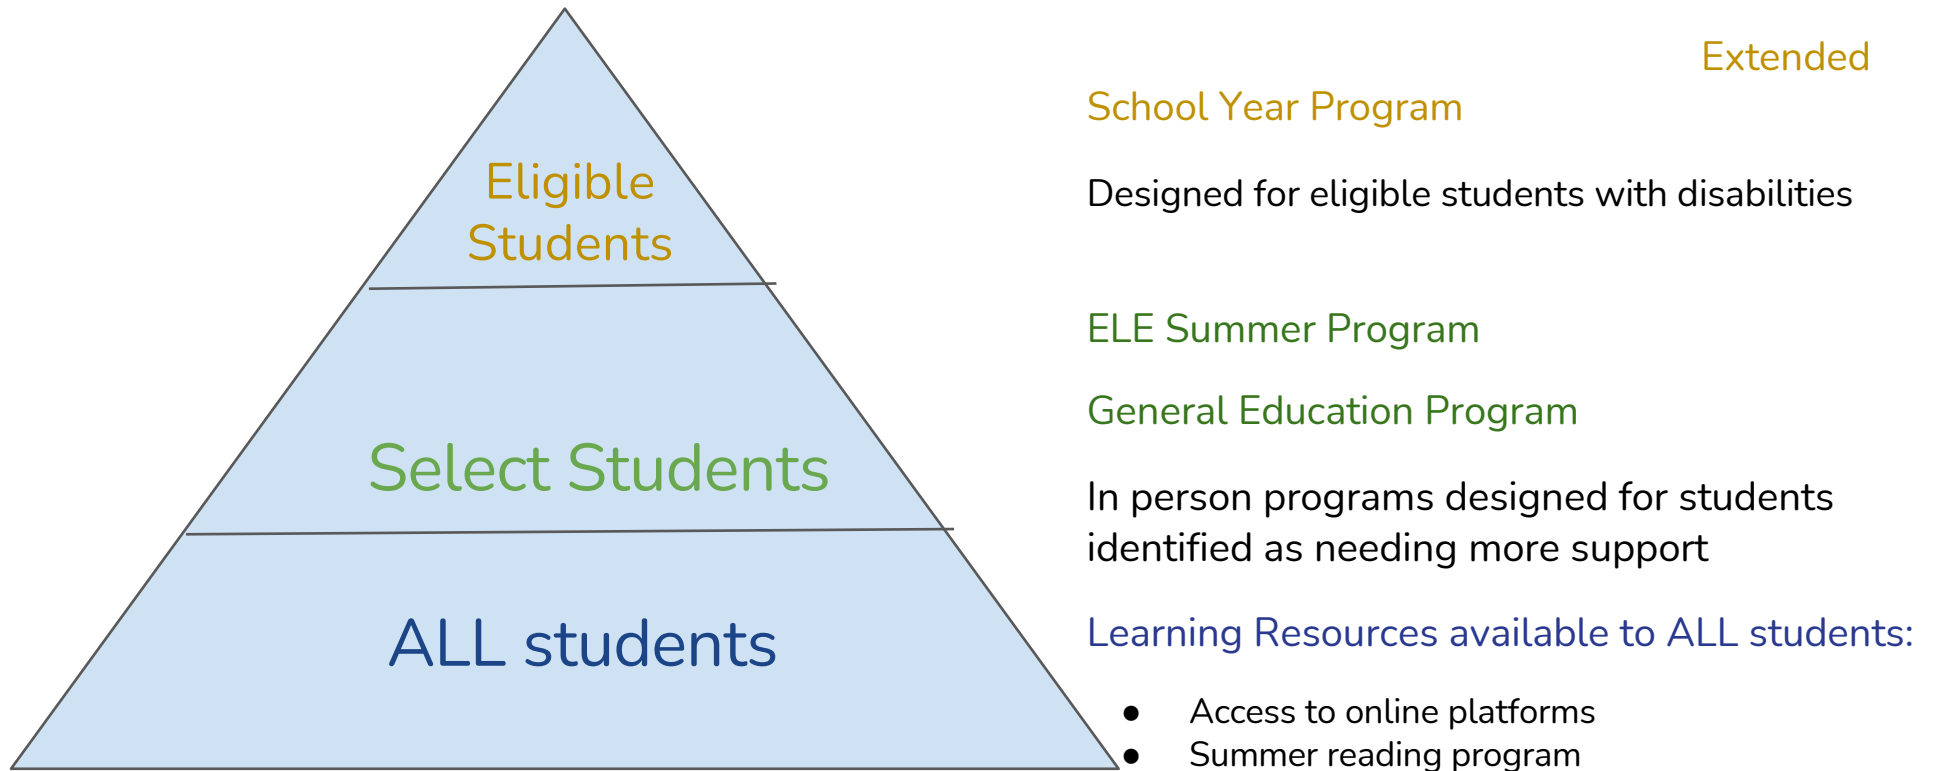 Eligible
Students
Select Students
ALL students
Extended
School Year Program
Designed for eligible students with disabilities
ELE Summer Program
General Education Program
In person programs designed for students
identified as needing more support
Learning Resources available to ALL students:
● Access to online platforms
● Summer reading program